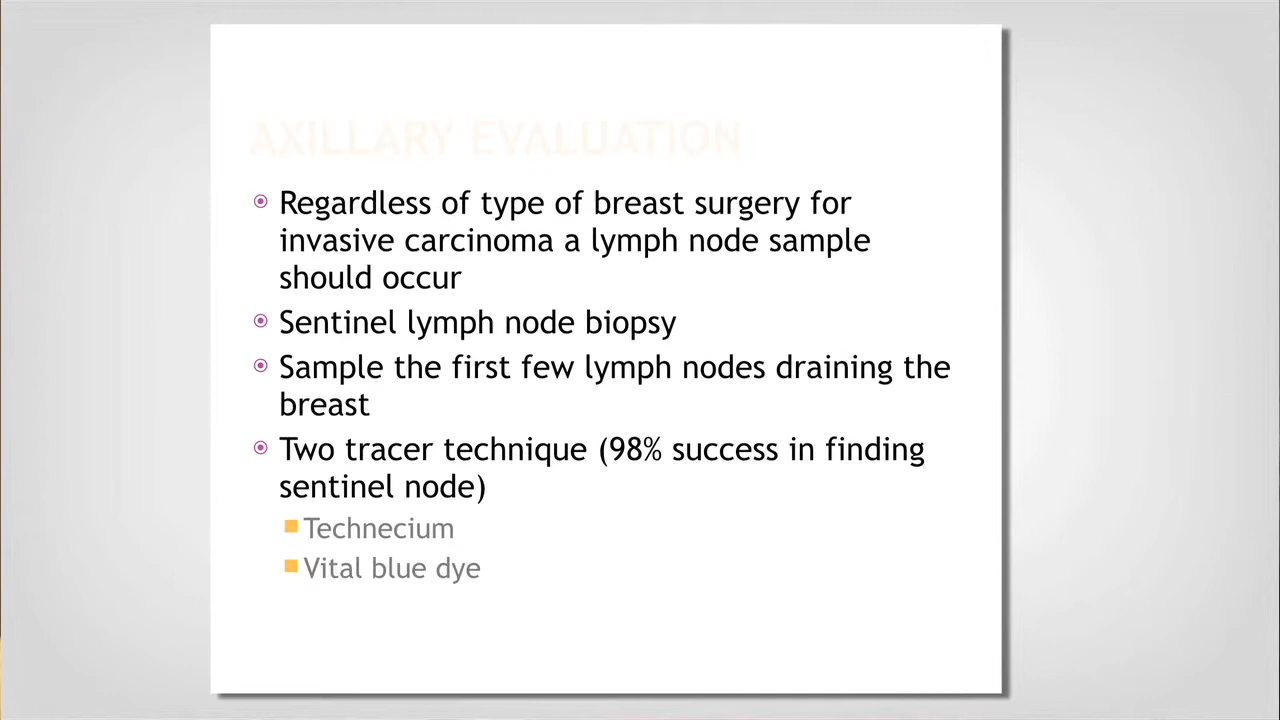 AXILLARY EVALUATION
Regardless of type of breast surgery for
invasive carcinoma a lymph node sample
should occur
Sentinel lymph node biopsy
Sample the first few lymph nodes draining the
breast
Two tracer technique (98% success in finding
sentinel node)
Technecium
Vital blue dye